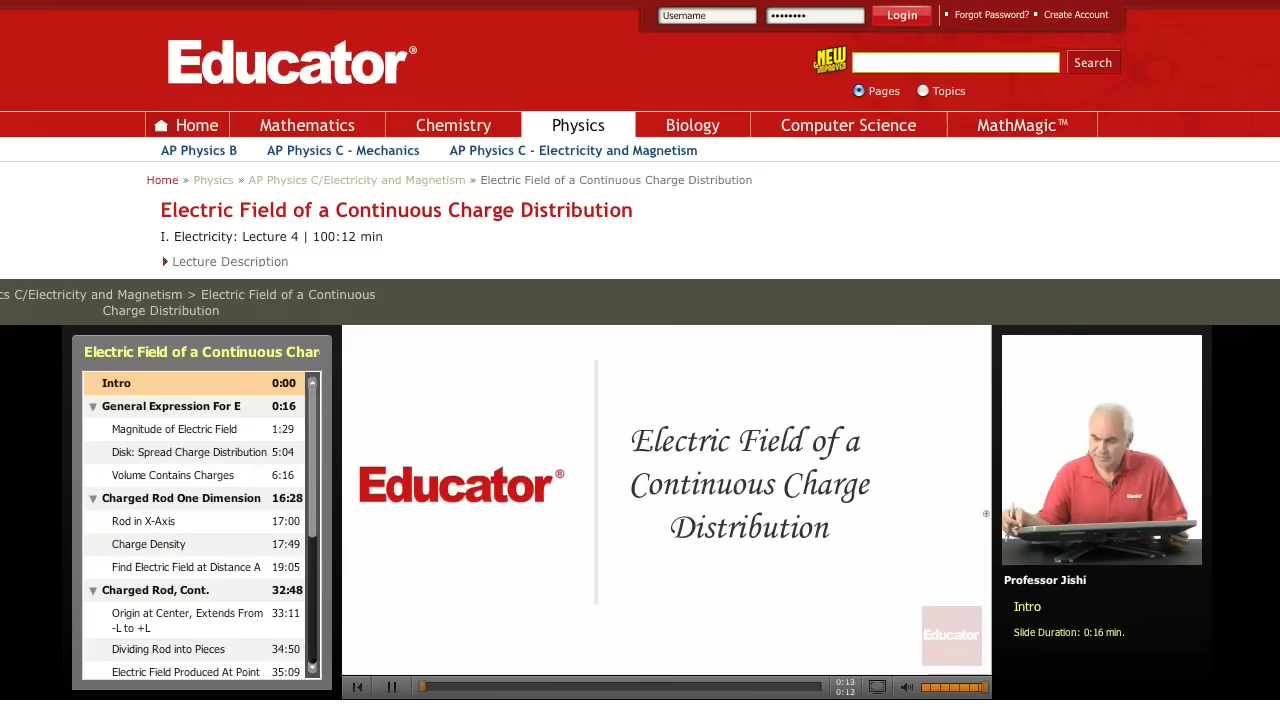 Username
••••••••
Login
Forgot Password?
Create Account
Educator®
NEW
& IMPROVED
Search
Pages
Topics
Home
Mathematics
Chemistry
Physics
Biology
Computer Science
MathMagic™
AP Physics B
AP Physics C - Mechanics
AP Physics C - Electricity and Magnetism
Home » Physics » AP Physics C/Electricity and Magnetism » Electric Field of a Continuous Charge Distribution
Electric Field of a Continuous Charge Distribution
I. Electricity: Lecture 4 | 100:12 min
Lecture Description
cs C/Electricity and Magnetism > Electric Field of a Continuous
Charge Distribution
Electric Field of a Continuous Char
Intro 0:00
General Expression For E 0:16
Magnitude of Electric Field 1:29
Disk: Spread Charge Distribution 5:04
Volume Contains Charges 6:16
Charged Rod One Dimension 16:28
Rod in X-Axis 17:00
Charge Density 17:49
Find Electric Field at Distance A 19:05
Charged Rod, Cont. 32:48
Origin at Center, Extends From 33:11
-L to +L
Dividing Rod into Pieces 34:50
Electric Field Produced At Point 35:09
Educator®
Electric Field of a
Continuous Charge
Distribution
Educator
0:13
0:12
Educator
Professor Jishi
Intro
Slide Duration: 0:16 min.